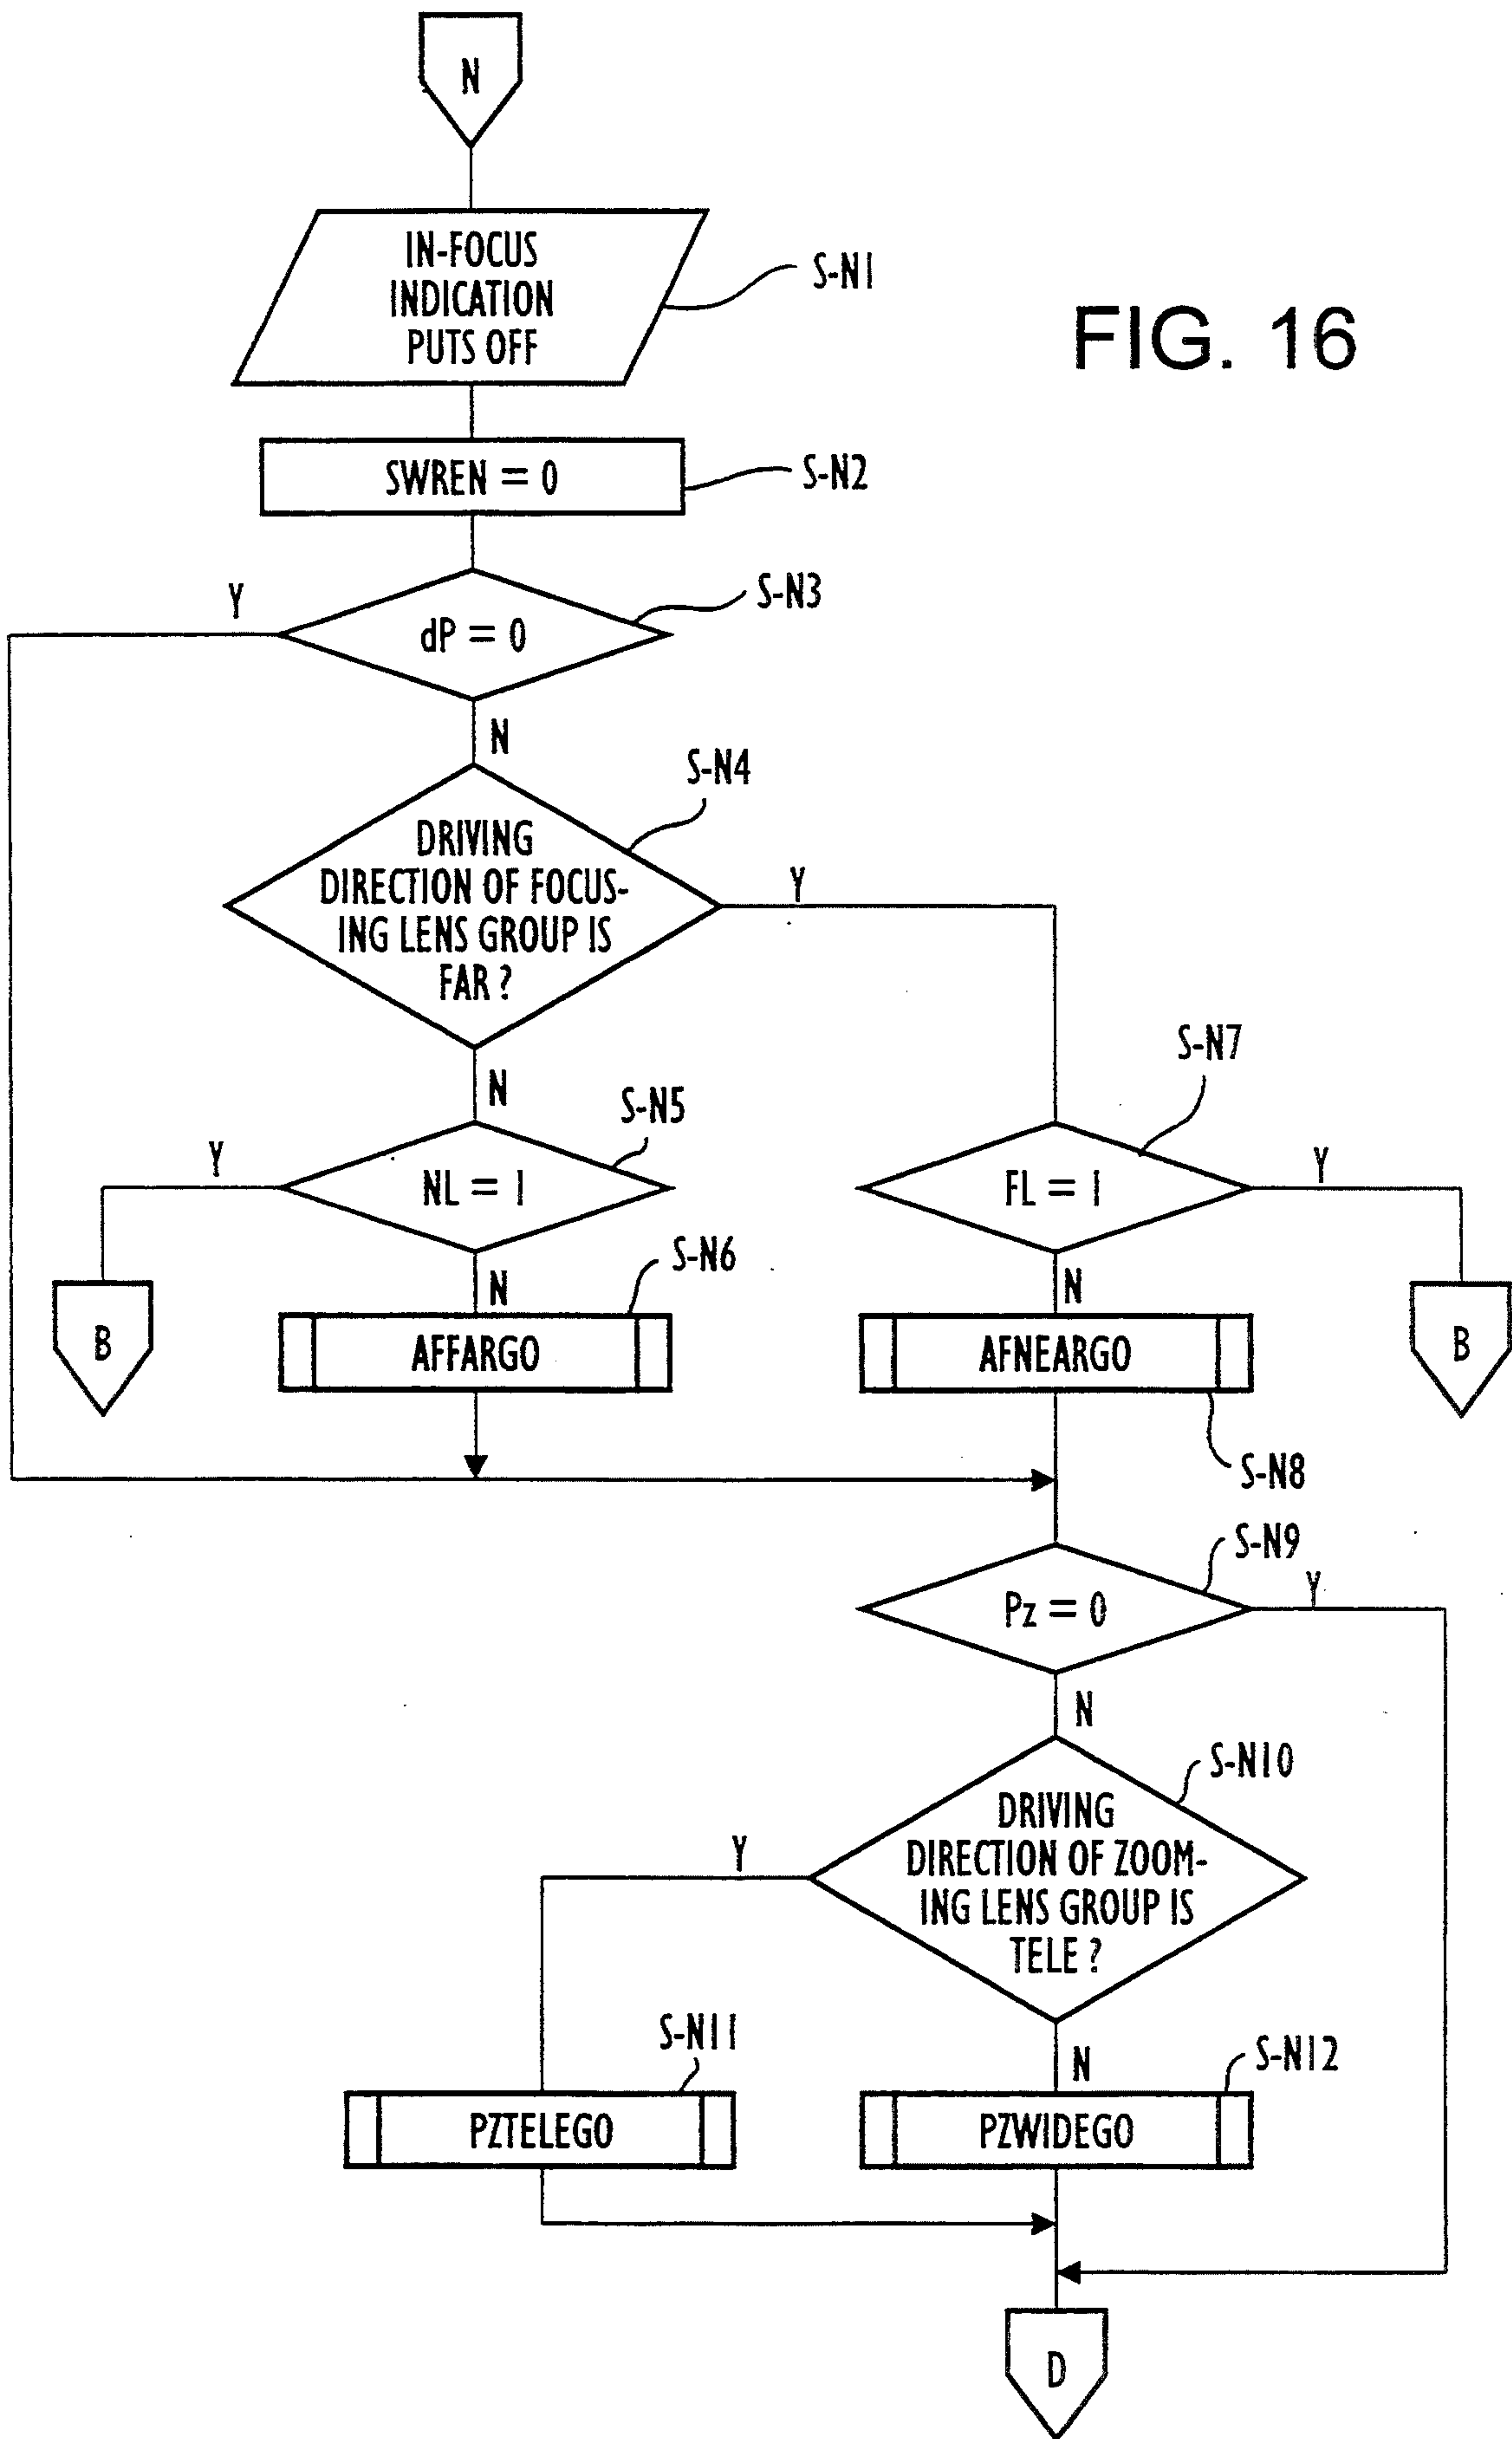 N
IN-FOCUS
INDICATION
PUTS OFF
S-N1
FIG. 16
SWREN = 0
S-N2
Y
dP = 0
S-N3
N
S-N4
DRIVING
DIRECTION OF FOCUS-
ING LENS GROUP IS
FAR ?
Y
N
S-N5
Y
NL = 1
S-N7
FL = 1
Y
B
N
S-N6
AFFARGO
N
AFNEARGO
B
S-N8
S-N9
Pz = 0
Y
N
S-N10
DRIVING
DIRECTION OF ZOOM-
ING LENS GROUP IS
TELE ?
Y
S-N11
N
S-N12
PZTELEGO
PZWIDEGO
D